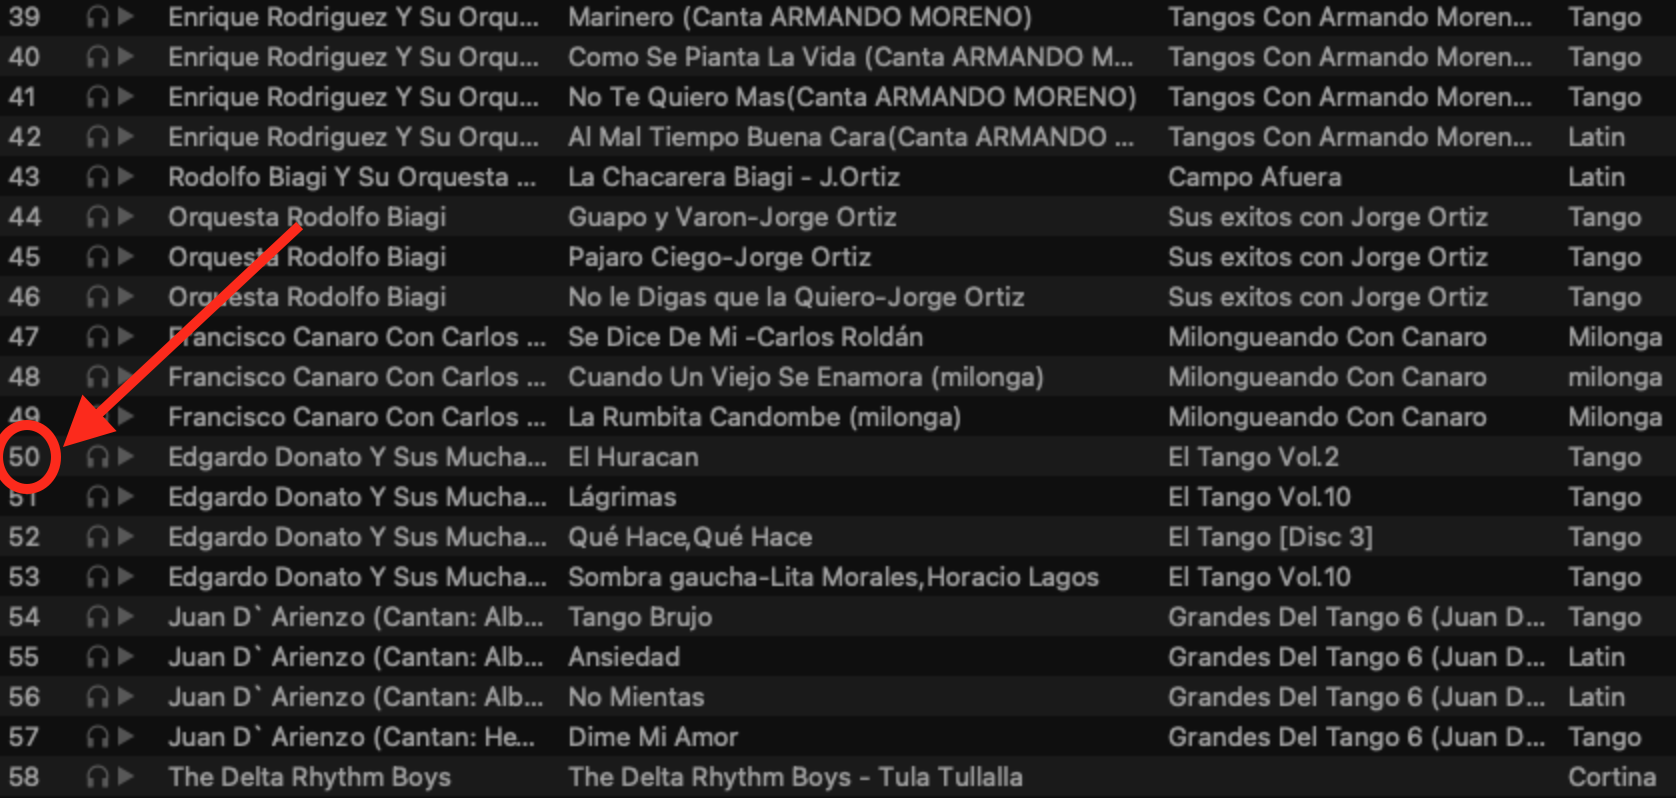 39 Enrique Rodriguez Y Su Orqu... Marinero (Canta ARMANDO MORENO) Tangos Con Armando Moren... Tango
40 Enrique Rodriguez Y Su Orqu... Como Se Pianta La Vida (Canta ARMANDO M... Tangos Con Armando Moren... Tango
41 Enrique Rodriguez Y Su Orqu... No Te Quiero Mas(Canta ARMANDO MORENO) Tangos Con Armando Moren... Tango
42 Enrique Rodriguez Y Su Orqu... Al Mal Tiempo Buena Cara(Canta ARMANDO ... Tangos Con Armando Moren... Latin
43 Rodolfo Biagi Y Su Orquesta ... La Chacarera Biagi - J.Ortiz Campo Afuera Latin
44 Orquesta Rodolfo Biagi Guapo y Varon-Jorge Ortiz Sus exitos con Jorge Ortiz Tango
45 Orquesta Rodolfo Biagi Pajaro Ciego-Jorge Ortiz Sus exitos con Jorge Ortiz Tango
46 Orquesta Rodolfo Biagi No le Digas que la Quiero-Jorge Ortiz Sus exitos con Jorge Ortiz Tango
47 Francisco Canaro Con Carlos ... Se Dice De Mi -Carlos Roldán Milongueando Con Canaro Milonga
48 Francisco Canaro Con Carlos ... Cuando Un Viejo Se Enamora (milonga) Milongueando Con Canaro milonga
49 Francisco Canaro Con Carlos ... La Rumbita Candombe (milonga) Milongueando Con Canaro Milonga
50 Edgardo Donato Y Sus Mucha... El Huracan El Tango Vol.2 Tango
51 Edgardo Donato Y Sus Mucha... Lágrimas El Tango Vol.10 Tango
52 Edgardo Donato Y Sus Mucha... Qué Hace,Qué Hace El Tango [Disc 3] Tango
53 Edgardo Donato Y Sus Mucha... Sombra gaucha-Lita Morales,Horacio Lagos El Tango Vol.10 Tango
54 Juan D` Arienzo (Cantan: Alb... Tango Brujo Grandes Del Tango 6 (Juan D... Tango
55 Juan D` Arienzo (Cantan: Alb... Ansiedad Grandes Del Tango 6 (Juan D... Latin
56 Juan D` Arienzo (Cantan: Alb... No Mientas Grandes Del Tango 6 (Juan D... Latin
57 Juan D` Arienzo (Cantan: He... Dime Mi Amor Grandes Del Tango 6 (Juan D... Tango
58 The Delta Rhythm Boys The Delta Rhythm Boys - Tula Tullalla Cortina